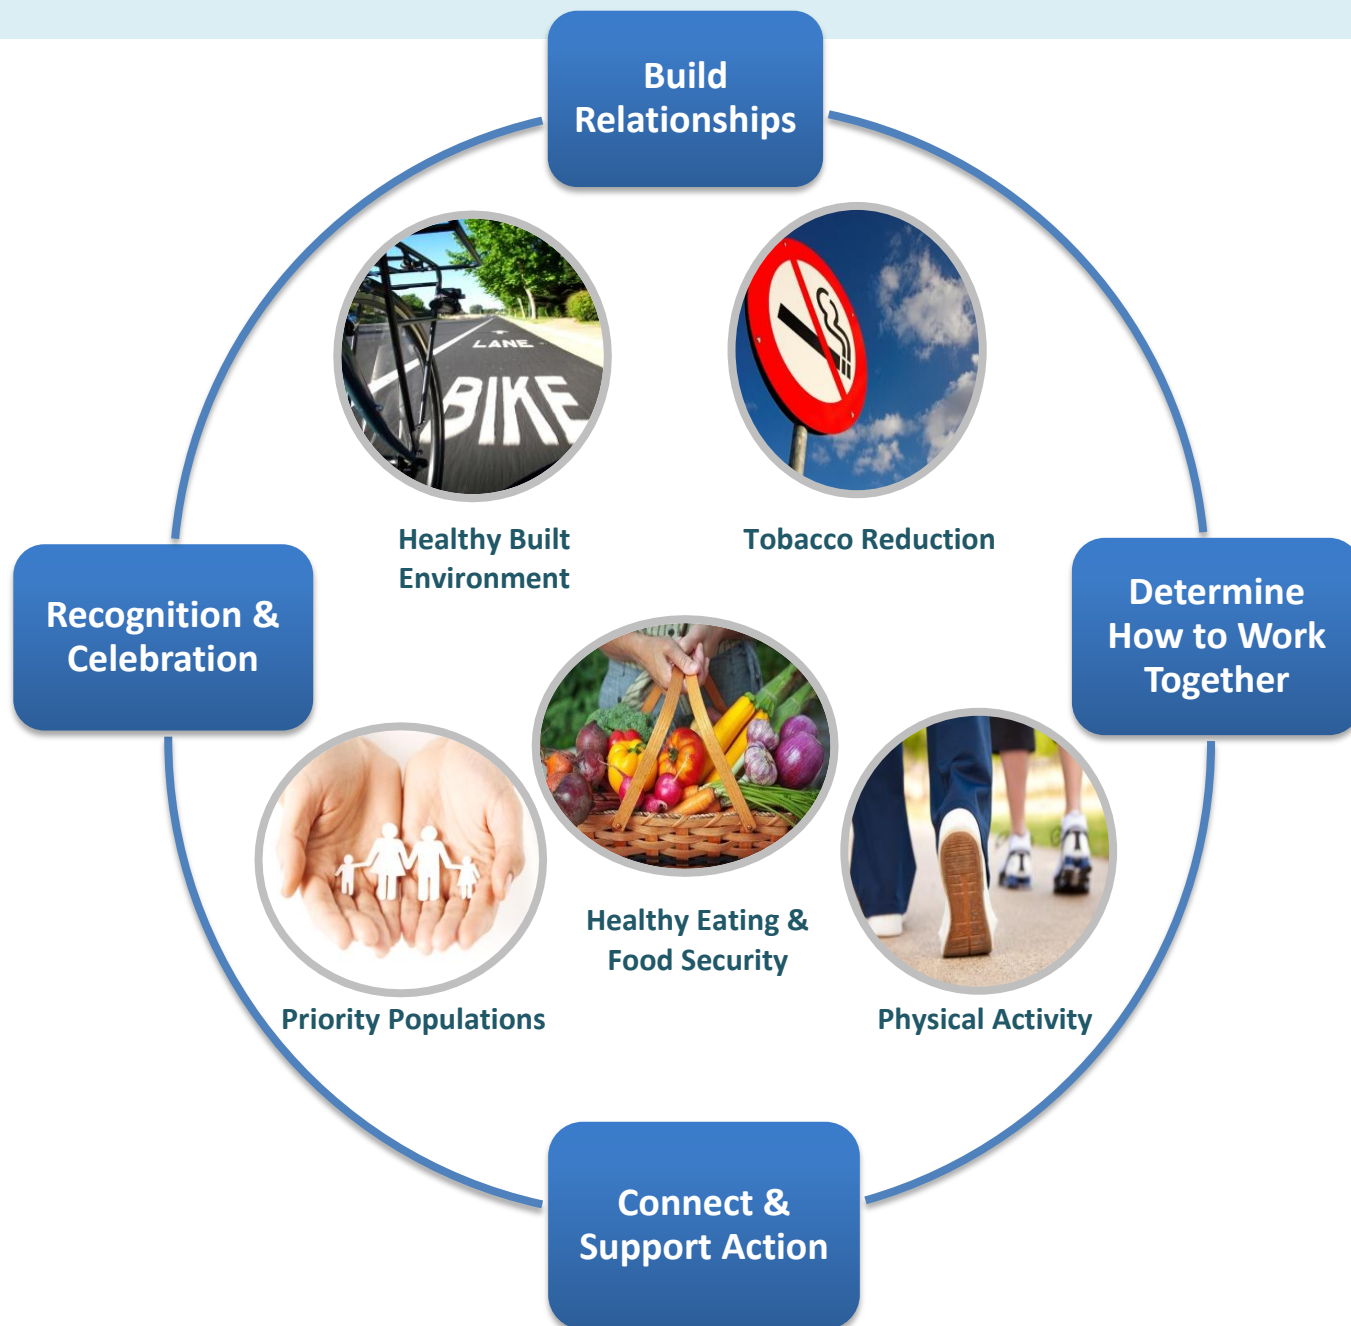 Build
Relationships
LANE
BIKE
Healthy Built
Environment
Tobacco Reduction
Recognition &
Celebration
Determine
How to Work
Together
Healthy Eating &
Food Security
Priority Populations
Physical Activity
Connect &
Support Action